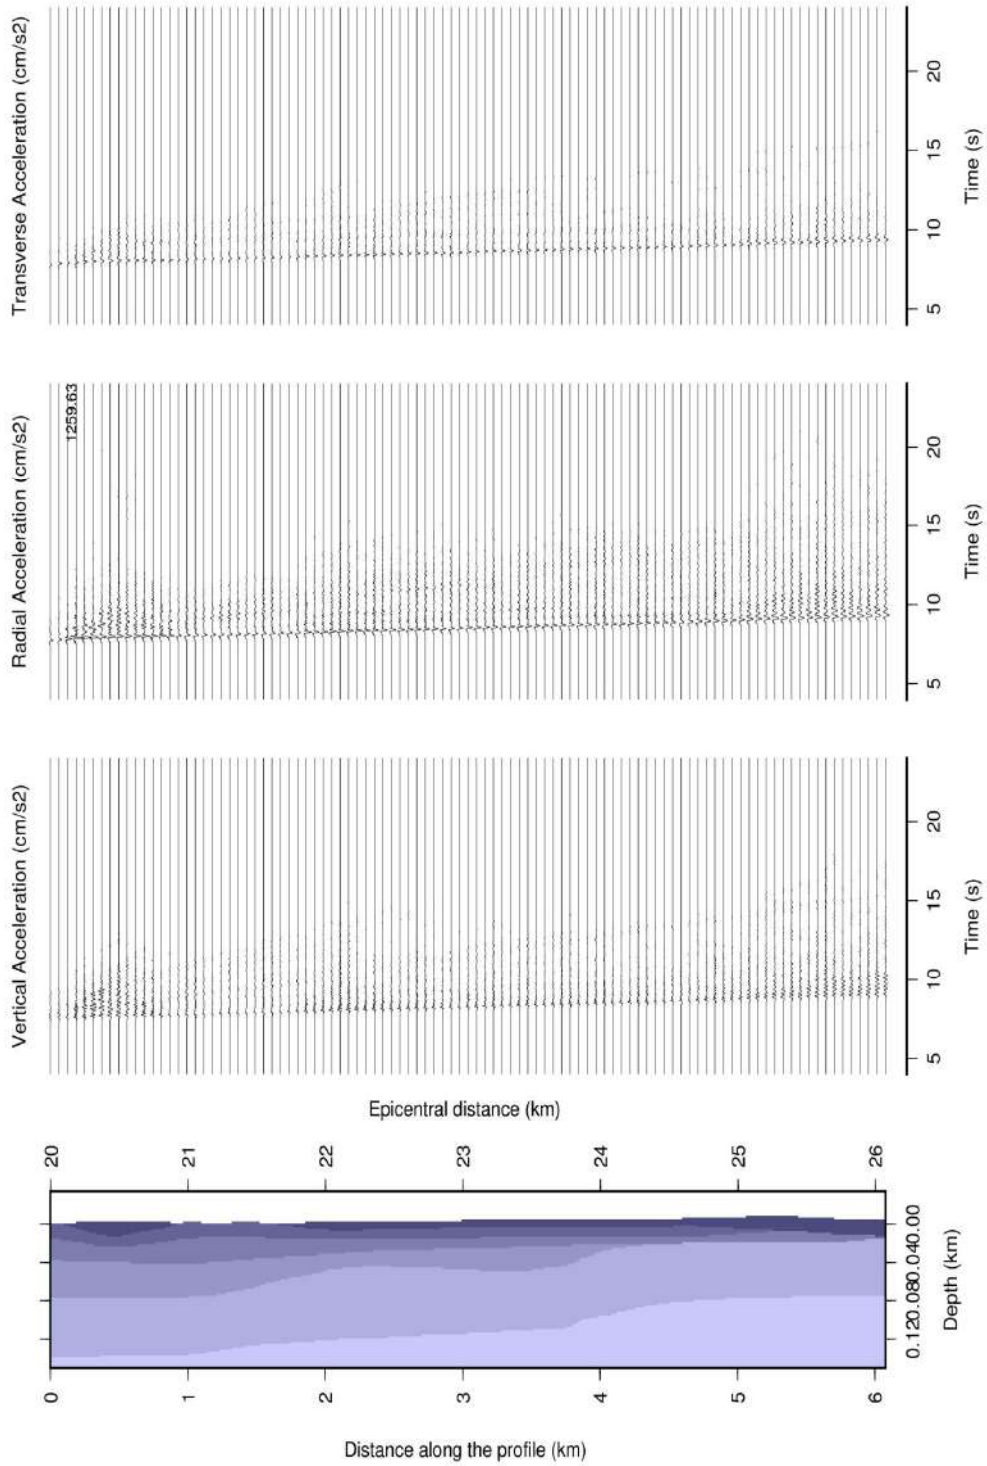 Transverse Acceleration (cm/s2)
5 10 15 20
Time (s)
Radial Acceleration (cm/s2)
1259.63
5 10 15 20
Time (s)
Vertical Acceleration (cm/s2)
5 10 15 20
Time (s)
Epicentral distance (km)
20 21 22 23 24 25 26
0.120.080.040.00
Depth (km)
0 1 2 3 4 5 6
Distance along the profile (km)